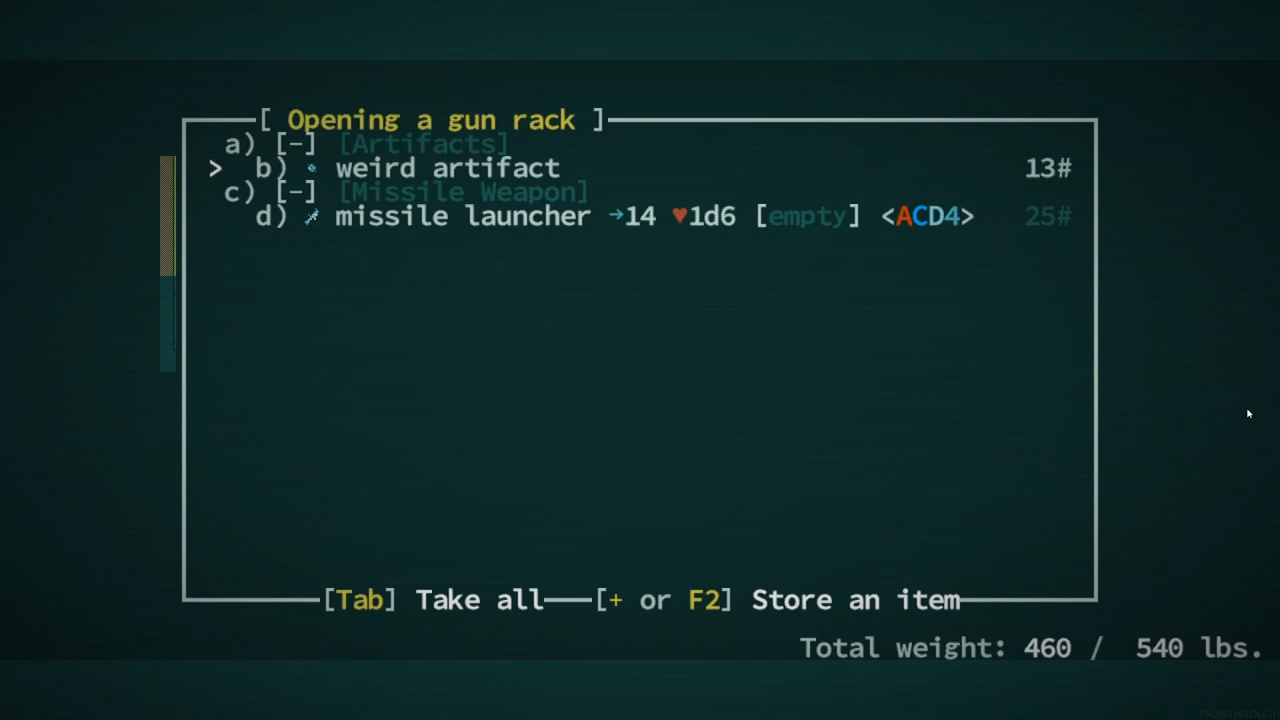 [ Opening a gun rack ]
a) [-] [Artifacts]
> b) weird artifact 13#
c) [-] [Missile Weapon]
d) missile launcher →14 ♥1d6 [empty] <ACD4> 25#
[Tab] Take all [+ or F2] Store an item
Total weight: 460 / 540 lbs.